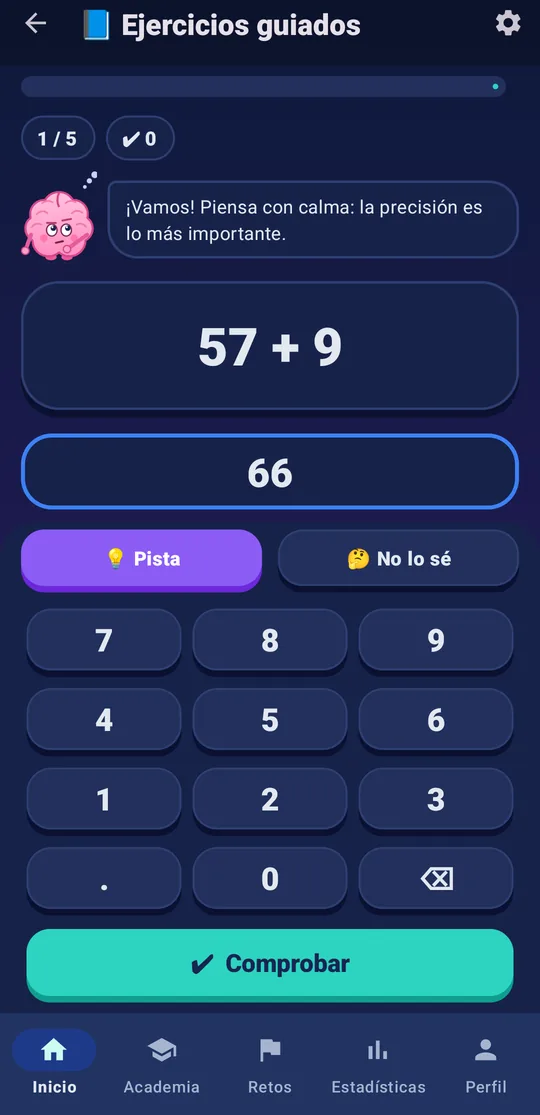 Ejercicios guiados
1 / 5
✔ 0
¡Vamos! Piensa con calma: la precisión es
lo más importante.
57 + 9
66
Pista
No lo sé
7 8 9
4 5 6
1 2 3
. 0
✔ Comprobar
Inicio Academia Retos Estadísticas Perfil